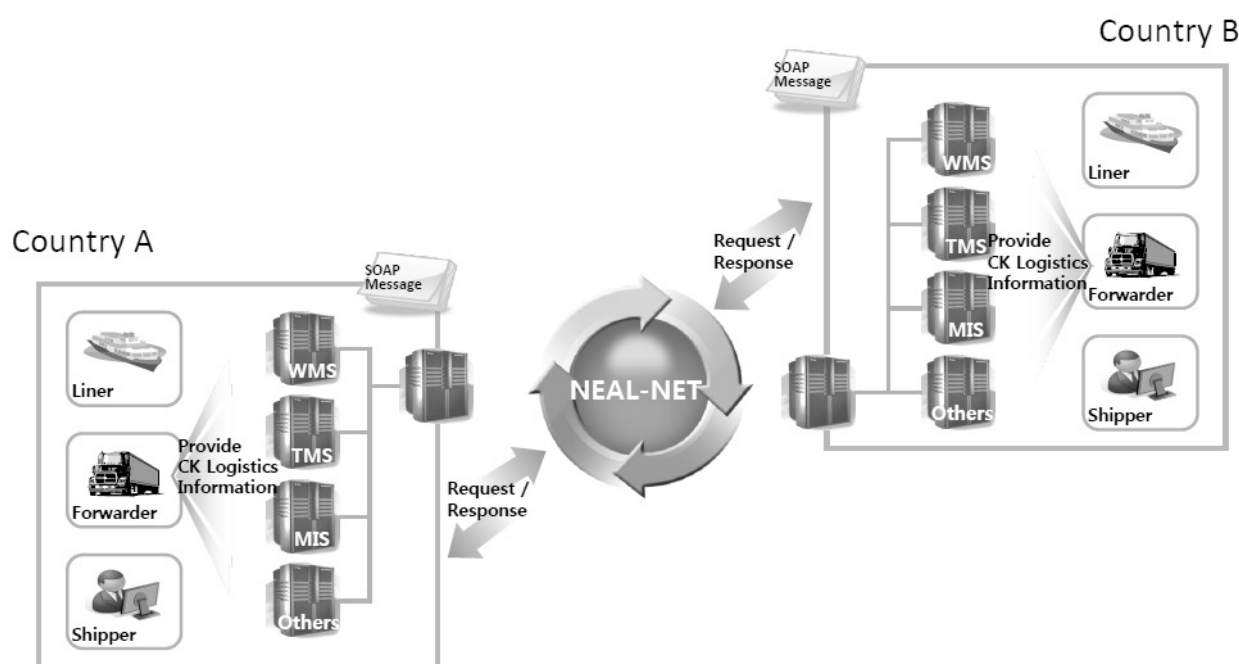 Country B
SOAP
Message
WMS
Liner
TMS
Provide
CK Logistics
Information
Forwarder
MIS
Others
Shipper
Request /
Response
Country A
SOAP
Message
Liner
WMS
Provide
CK Logistics
Information
Forwarder
TMS
MIS
Shipper
Others
Request /
Response
NEAL-NET